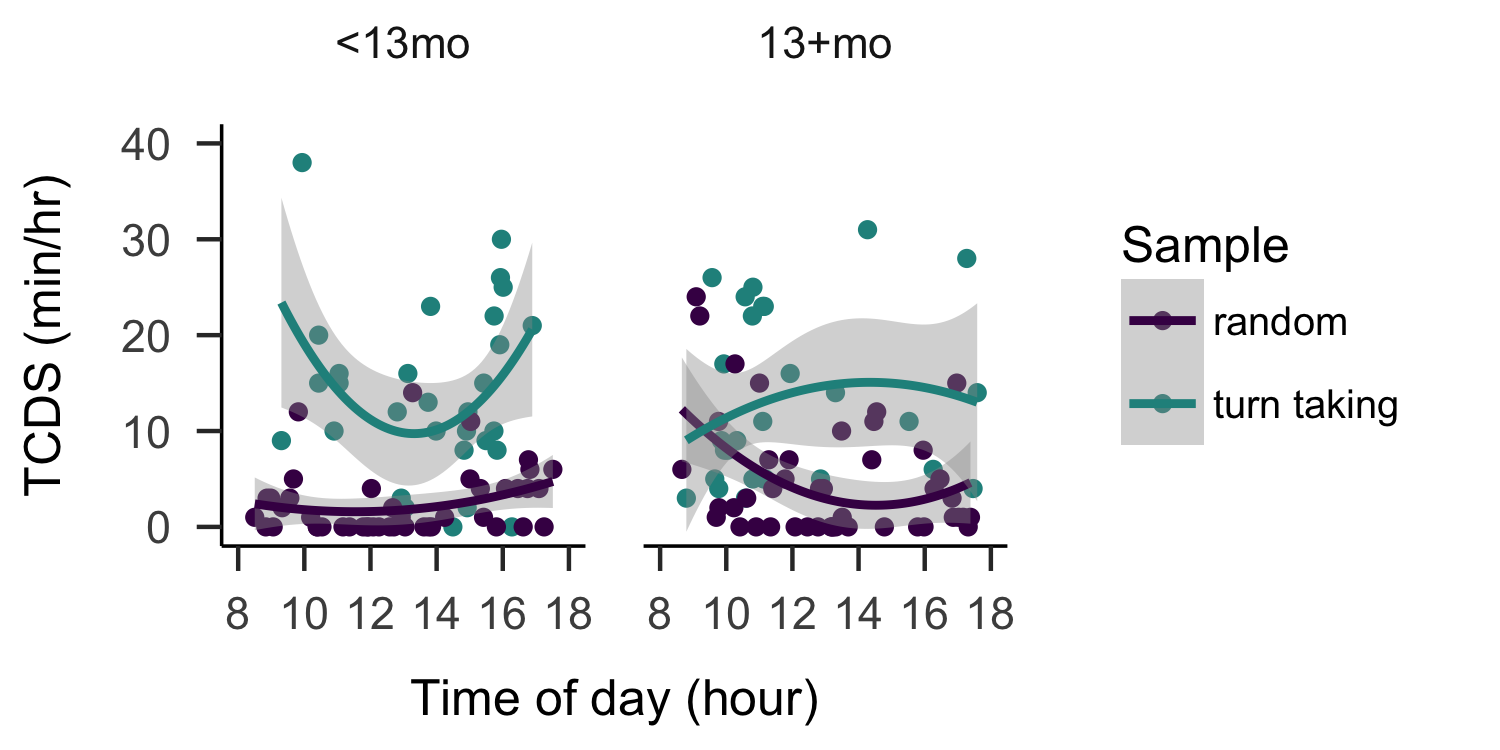 <13mo
13+mo
TCDS (min/hr)
40
30
20
10
0
8 10 12 14 16 18
8 10 12 14 16 18
Time of day (hour)
Sample
random
turn taking